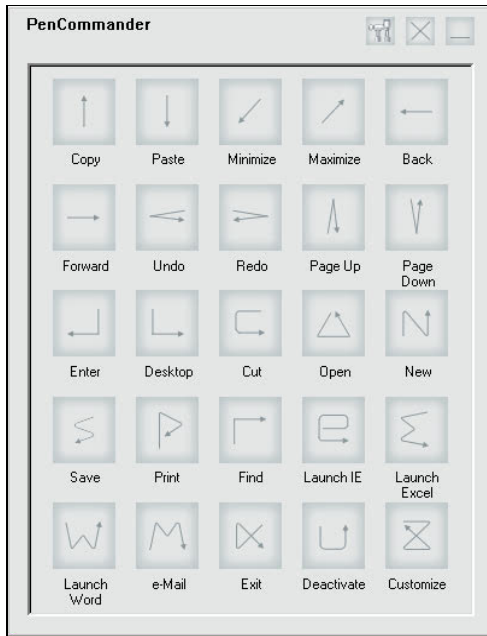 PenCommander
Copy Paste Minimize Maximize Back
Forward Undo Redo Page Up Page
Down
Enter Desktop Cut Open New
Save Print Find Launch IE Launch
Excel
Launch e-Mail Exit Deactivate Customize
Word